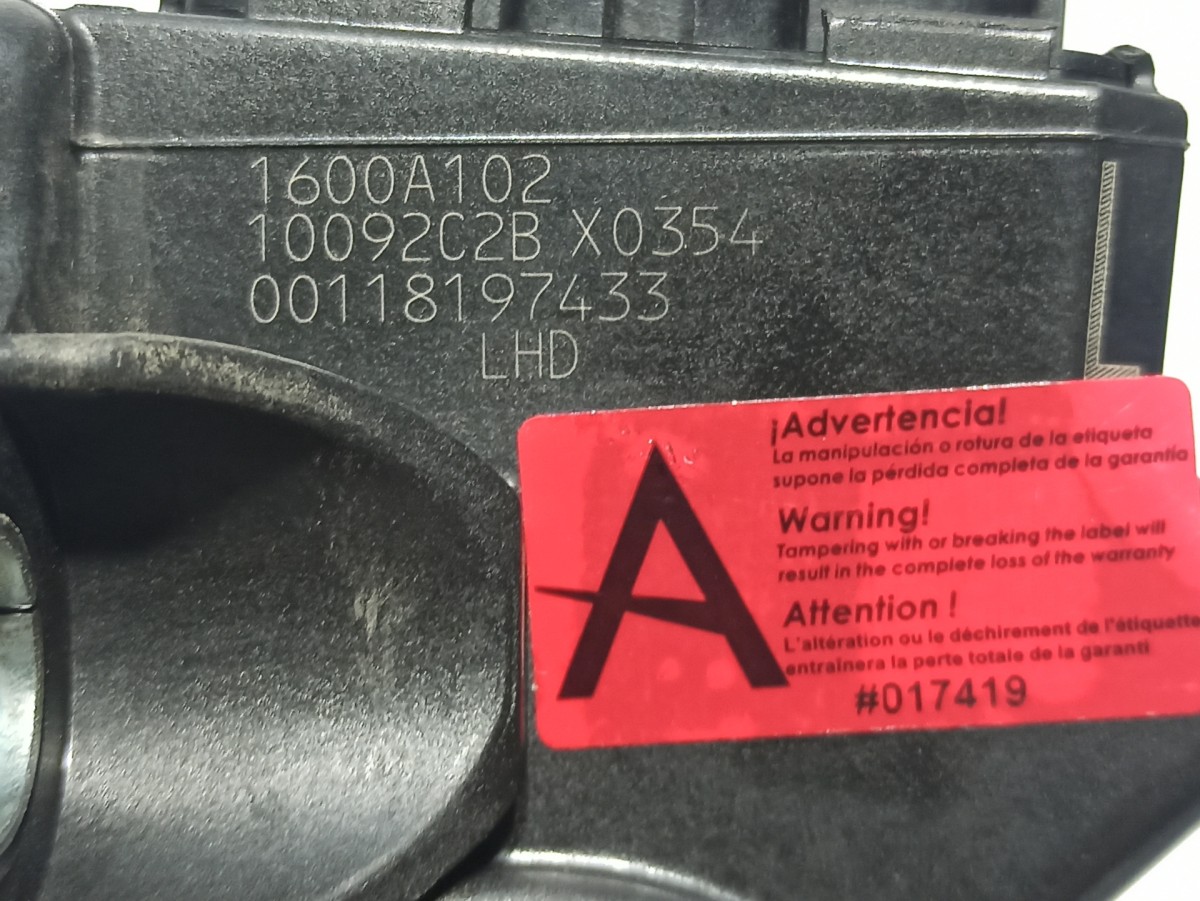 1600A102
10092C2B X0354
00118197433
LHD
¡Advertencia!
La manipulación o rotura de la etiqueta
supone la pérdida completa de la garantía
Warning!
Tampering with or breaking the label will
result in the complete loss of the warranty
Attention !
L'altération ou le déchirement de l'étiquette
entraînera la perte totale de la garanti
#017419
A